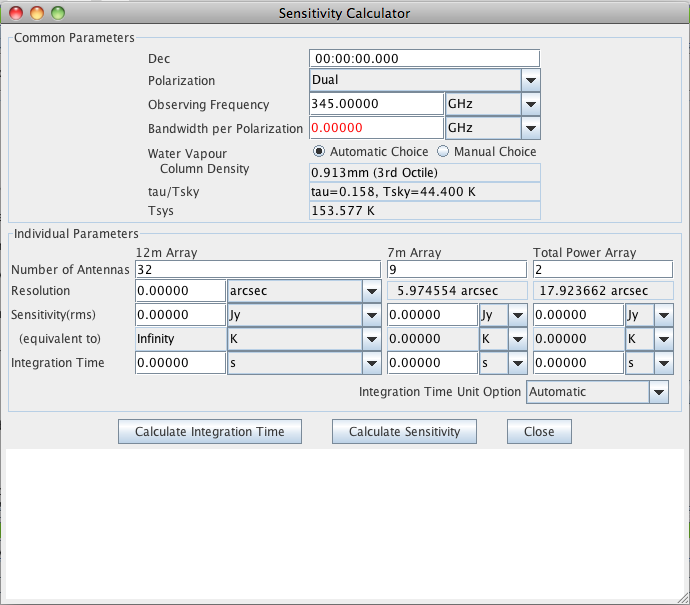 Sensitivity Calculator
Common Parameters
Dec 00:00:00.000
Polarization Dual
Observing Frequency 345.00000 GHz
Bandwidth per Polarization 0.00000 GHz
Water Vapour Automatic Choice Manual Choice
Column Density 0.913mm (3rd Octile)
tau/Tsky tau=0.158, Tsky=44.400 K
Tsys 153.577 K
Individual Parameters
12m Array 7m Array Total Power Array
Number of Antennas 32 9 2
Resolution 0.00000 arcsec 5.974554 arcsec 17.923662 arcsec
Sensitivity(rms) 0.00000 Jy 0.00000 Jy 0.00000 Jy
(equivalent to) Infinity K 0.00000 K 0.00000 K
Integration Time 0.00000 s 0.00000 s 0.00000 s
Integration Time Unit Option Automatic
Calculate Integration Time Calculate Sensitivity Close